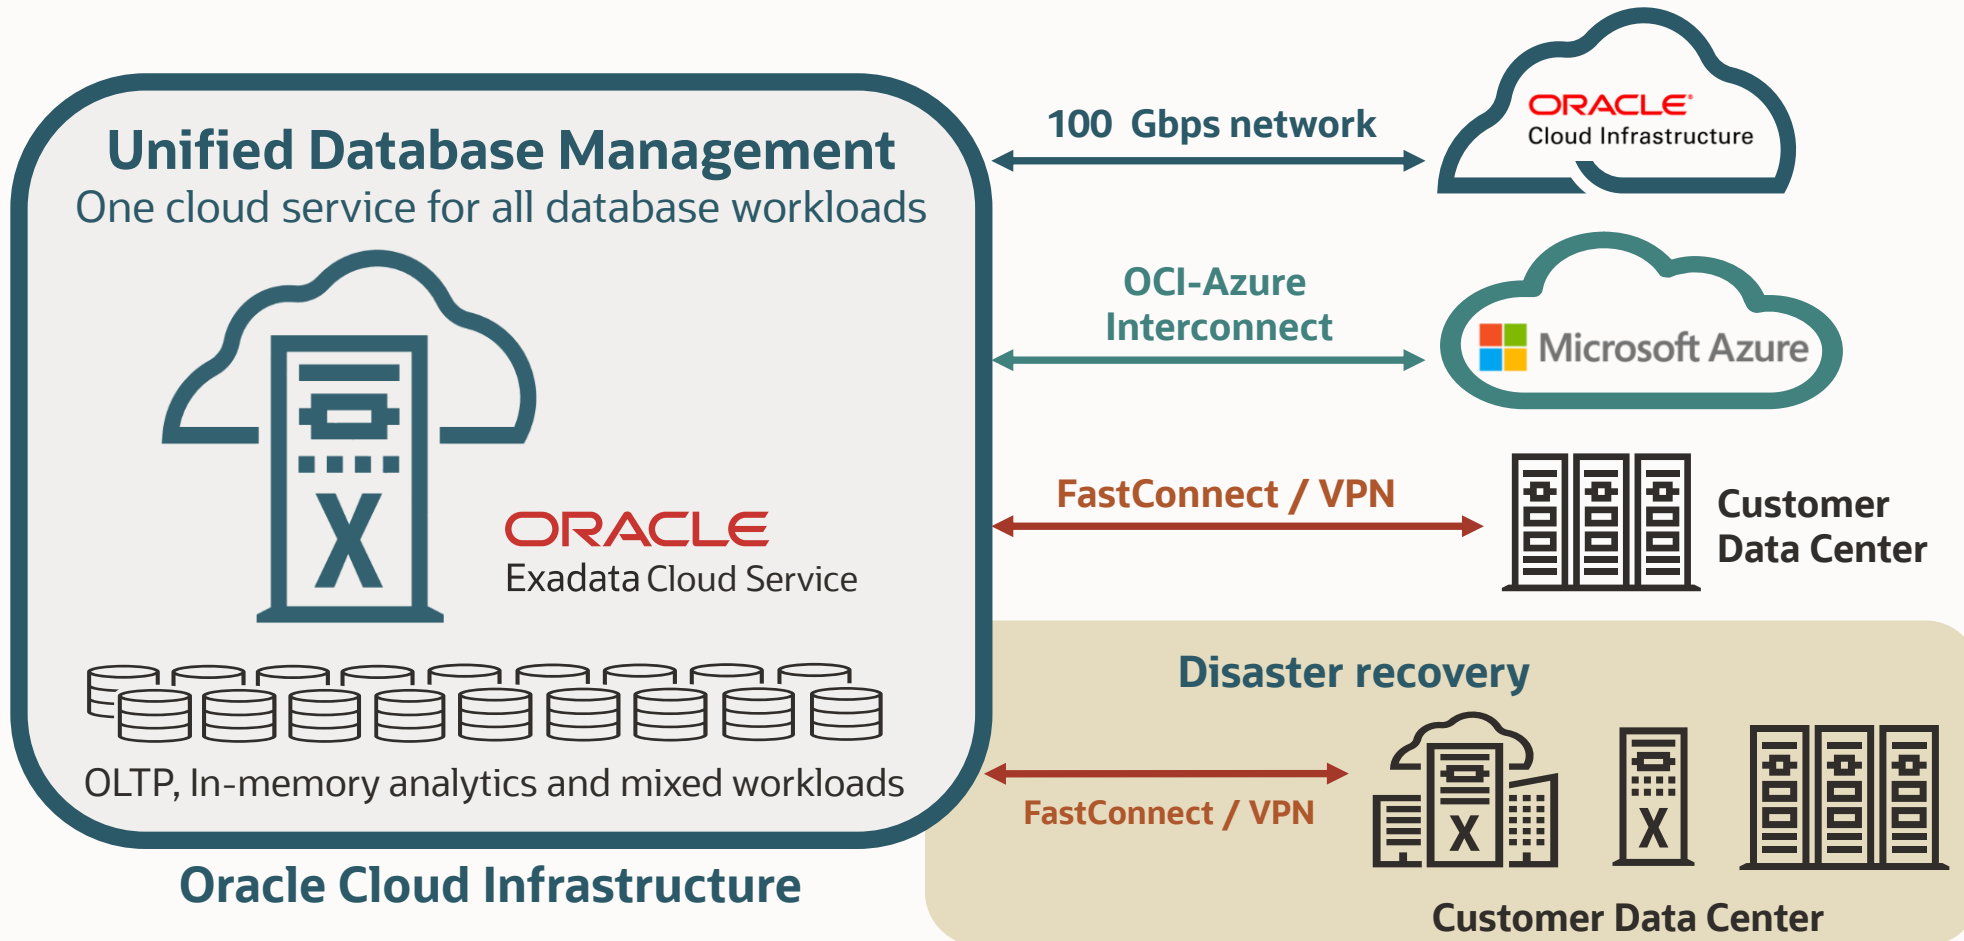 Unified Database Management
One cloud service for all database workloads
X
ORACLE
Exadata Cloud Service
OLTP, In-memory analytics and mixed workloads
Oracle Cloud Infrastructure
100 Gbps network
ORACLE®
Cloud Infrastructure
OCI-Azure
Interconnect
Microsoft Azure
FastConnect / VPN
Customer
Data Center
Disaster recovery
FastConnect / VPN
X
X
Customer Data Center